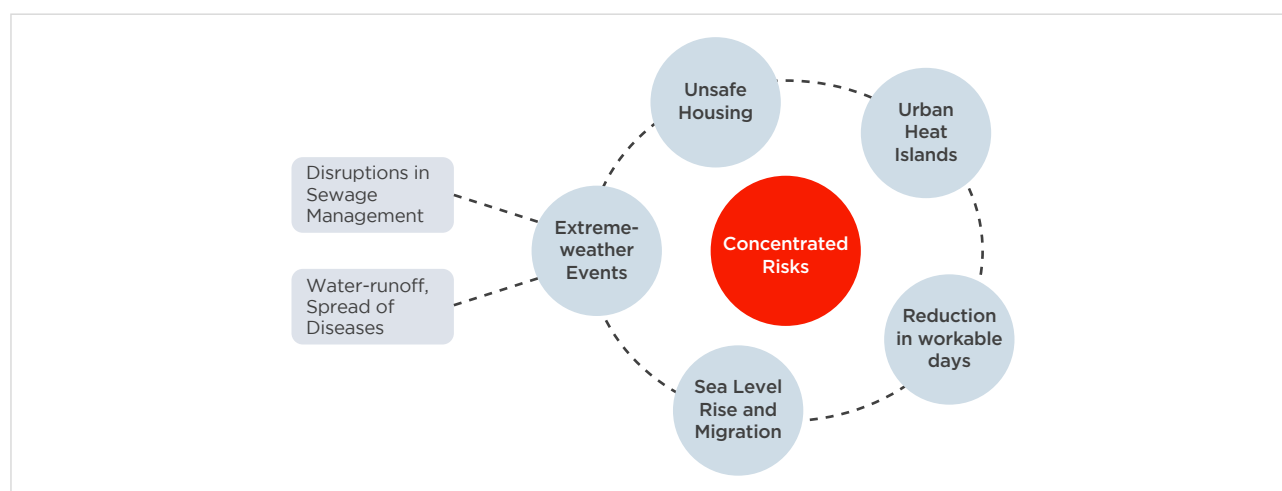 Unsafe
Housing
Urban
Heat
Islands
Disruptions in
Sewage
Management
Extreme-
weather
Events
Concentrated
Risks
Water-runoff,
Spread of
Diseases
Reduction
in workable
days
Sea Level
Rise and
Migration